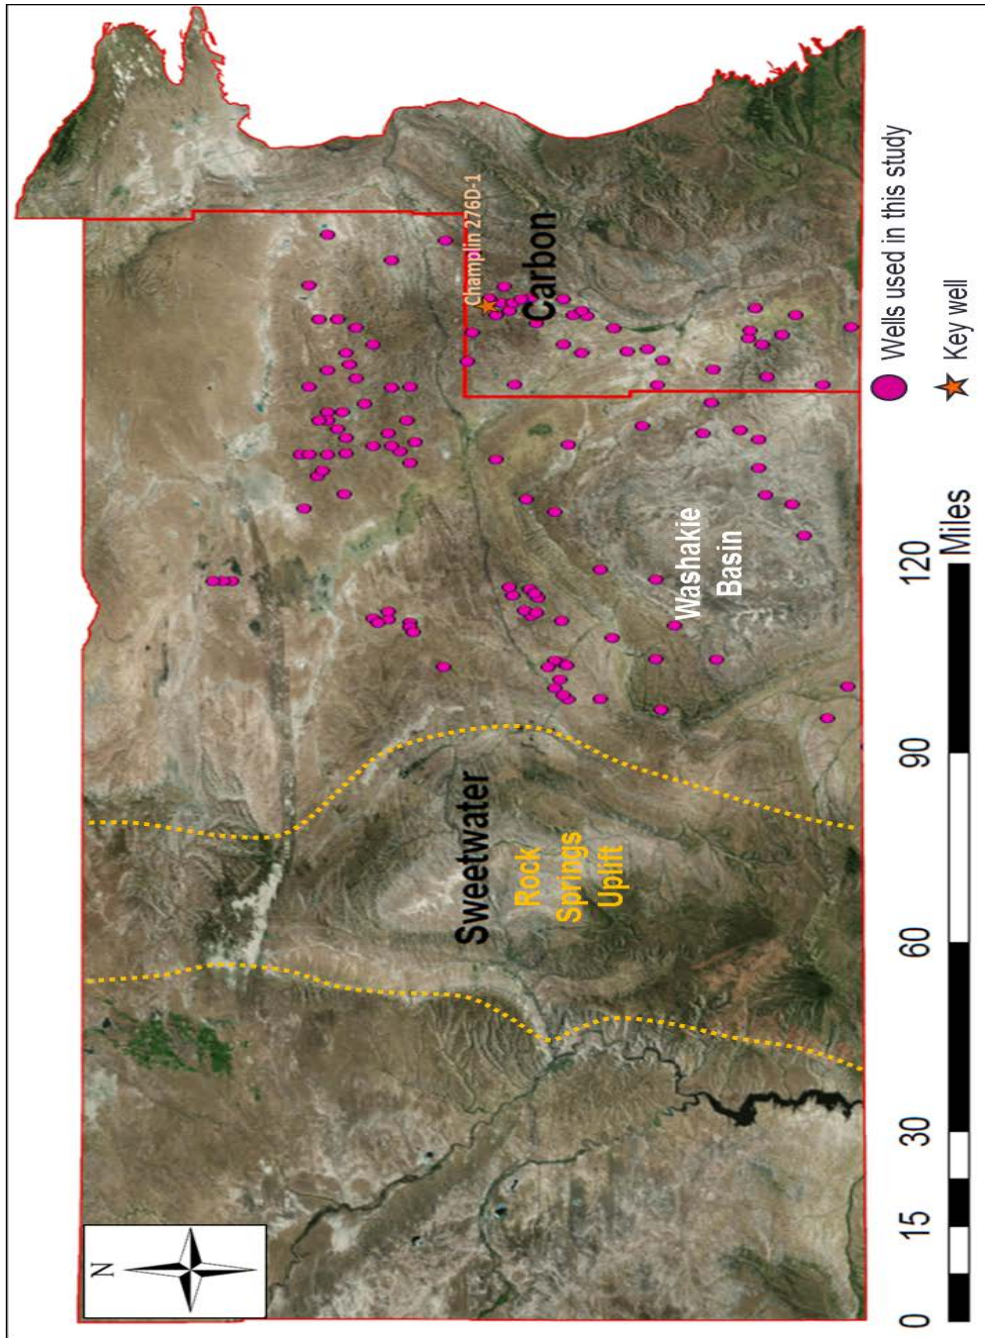 N
Champlin 276D-1
Carbon
Sweetwater
Rock
Springs
Uplift
Washakie
Basin
0 15 30 60 90 120
Miles
Wells used in this study
Key well